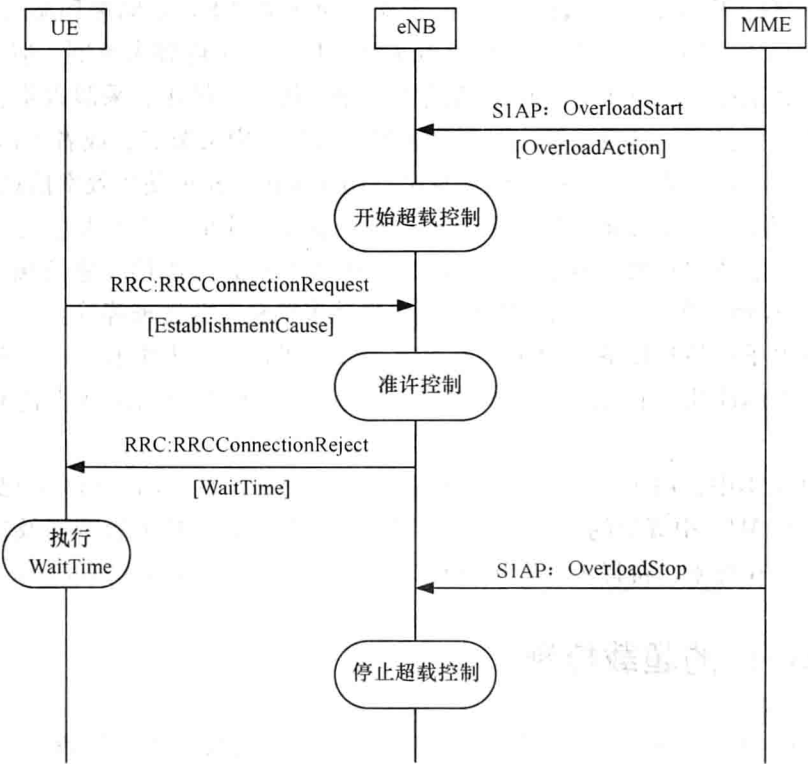 UE
eNB
MME
S1AP：OverloadStart
[OverloadAction]
开始超载控制
RRC:RRCConnectionRequest
[EstablishmentCause]
准许控制
RRC:RRCConnectionReject
[WaitTime]
执行
WaitTime
S1AP：OverloadStop
停止超载控制